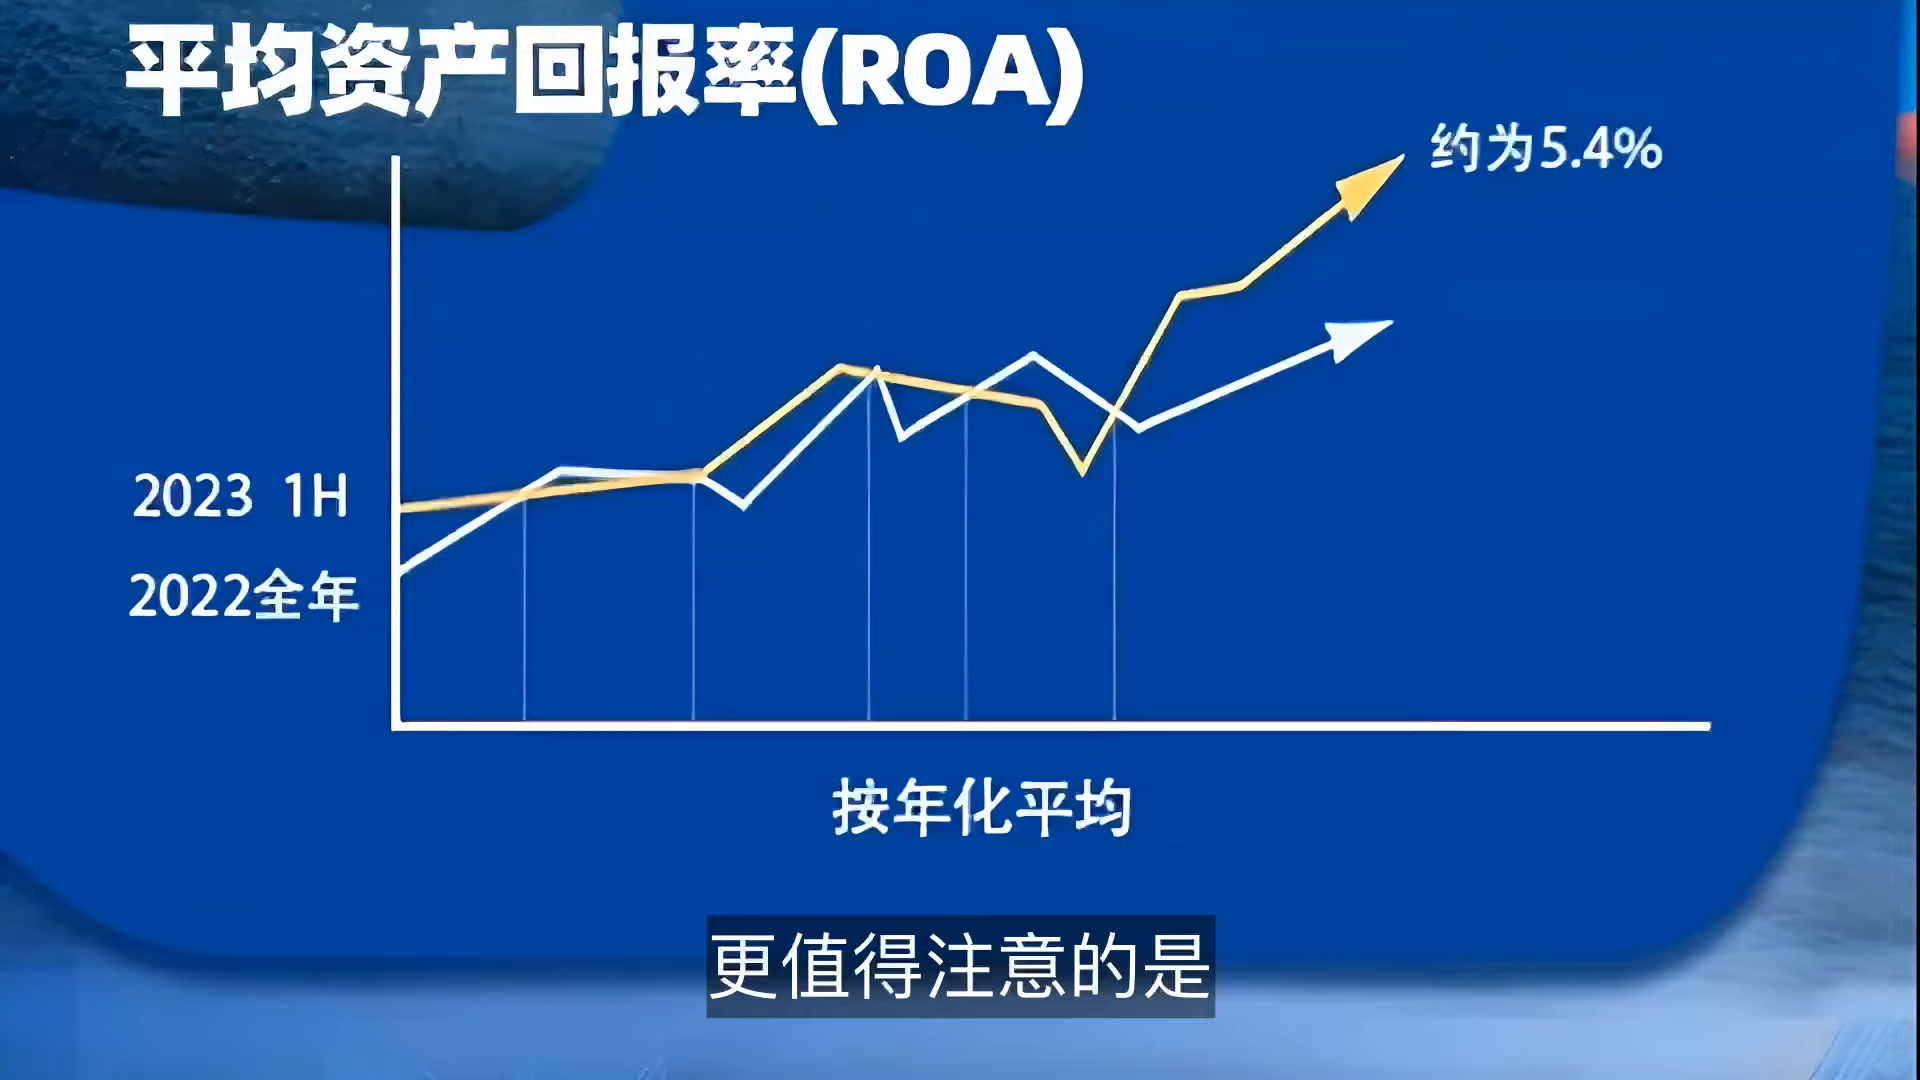 平均资产回报率(ROA)
约为5.4%
2023 1H
2022全年
按年化平均
更值得注意的是